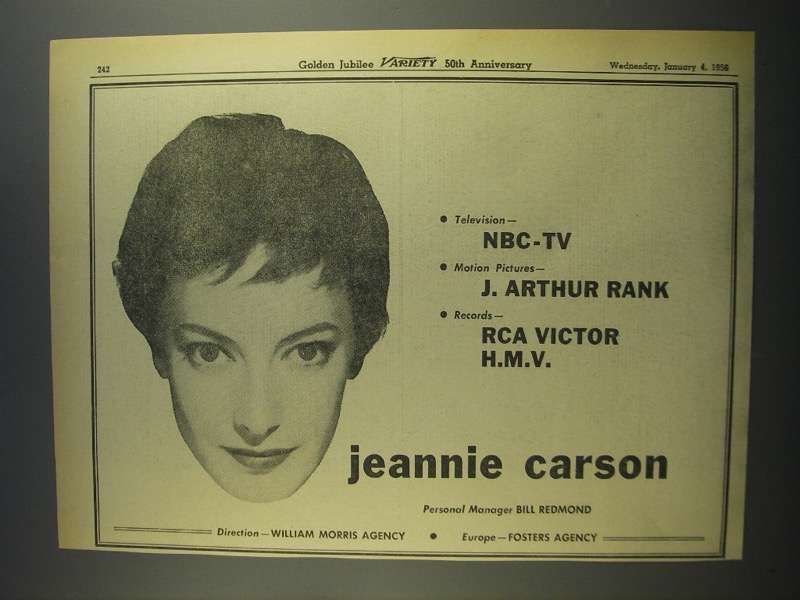 242
Golden Jubilee VARIETY 50th Anniversary
Wednesday, January 4, 1956
• Television—
NBC-TV
• Motion Pictures—
J. ARTHUR RANK
• Records—
RCA VICTOR
H.M.V.
jeannie carson
Personal Manager BILL REDMOND
Direction—WILLIAM MORRIS AGENCY • Europe—FOSTERS AGENCY